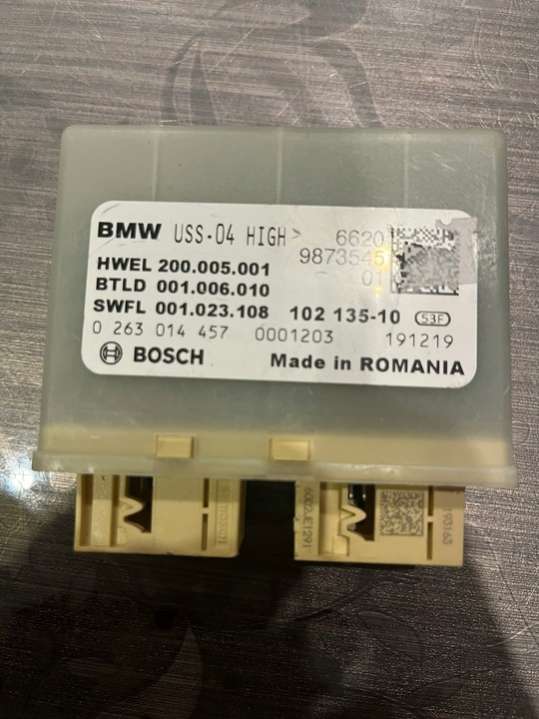 BMW USS-04 HIGH> 6620
9873545
01
HWEL 200.005.001
BTLD 001.006.010
SWFL 001.023.108 102 135-10 S3F
0 263 014 457 0001203 191219
BOSCH Made in ROMANIA